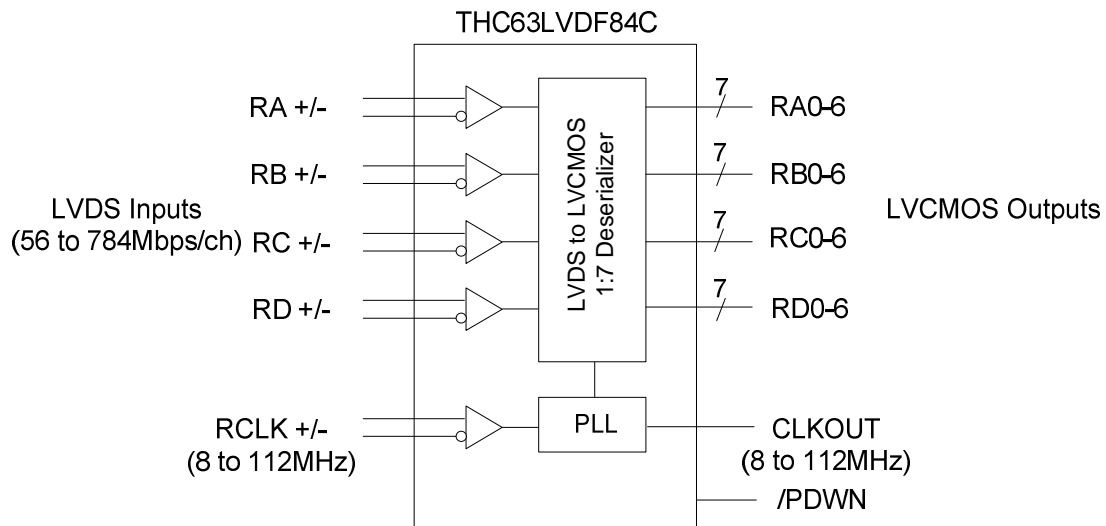 THC63LVDF84C
RA +/-
7
RA0-6
RB +/-
7
RB0-6
LVDS Inputs
(56 to 784Mbps/ch)
RC +/-
7
RC0-6
LVCMOS Outputs
RD +/-
7
RD0-6
LVDS to LVCMOS
1:7 Deserializer
RCLK +/-
(8 to 112MHz)
PLL
CLKOUT
(8 to 112MHz)
/PDWN